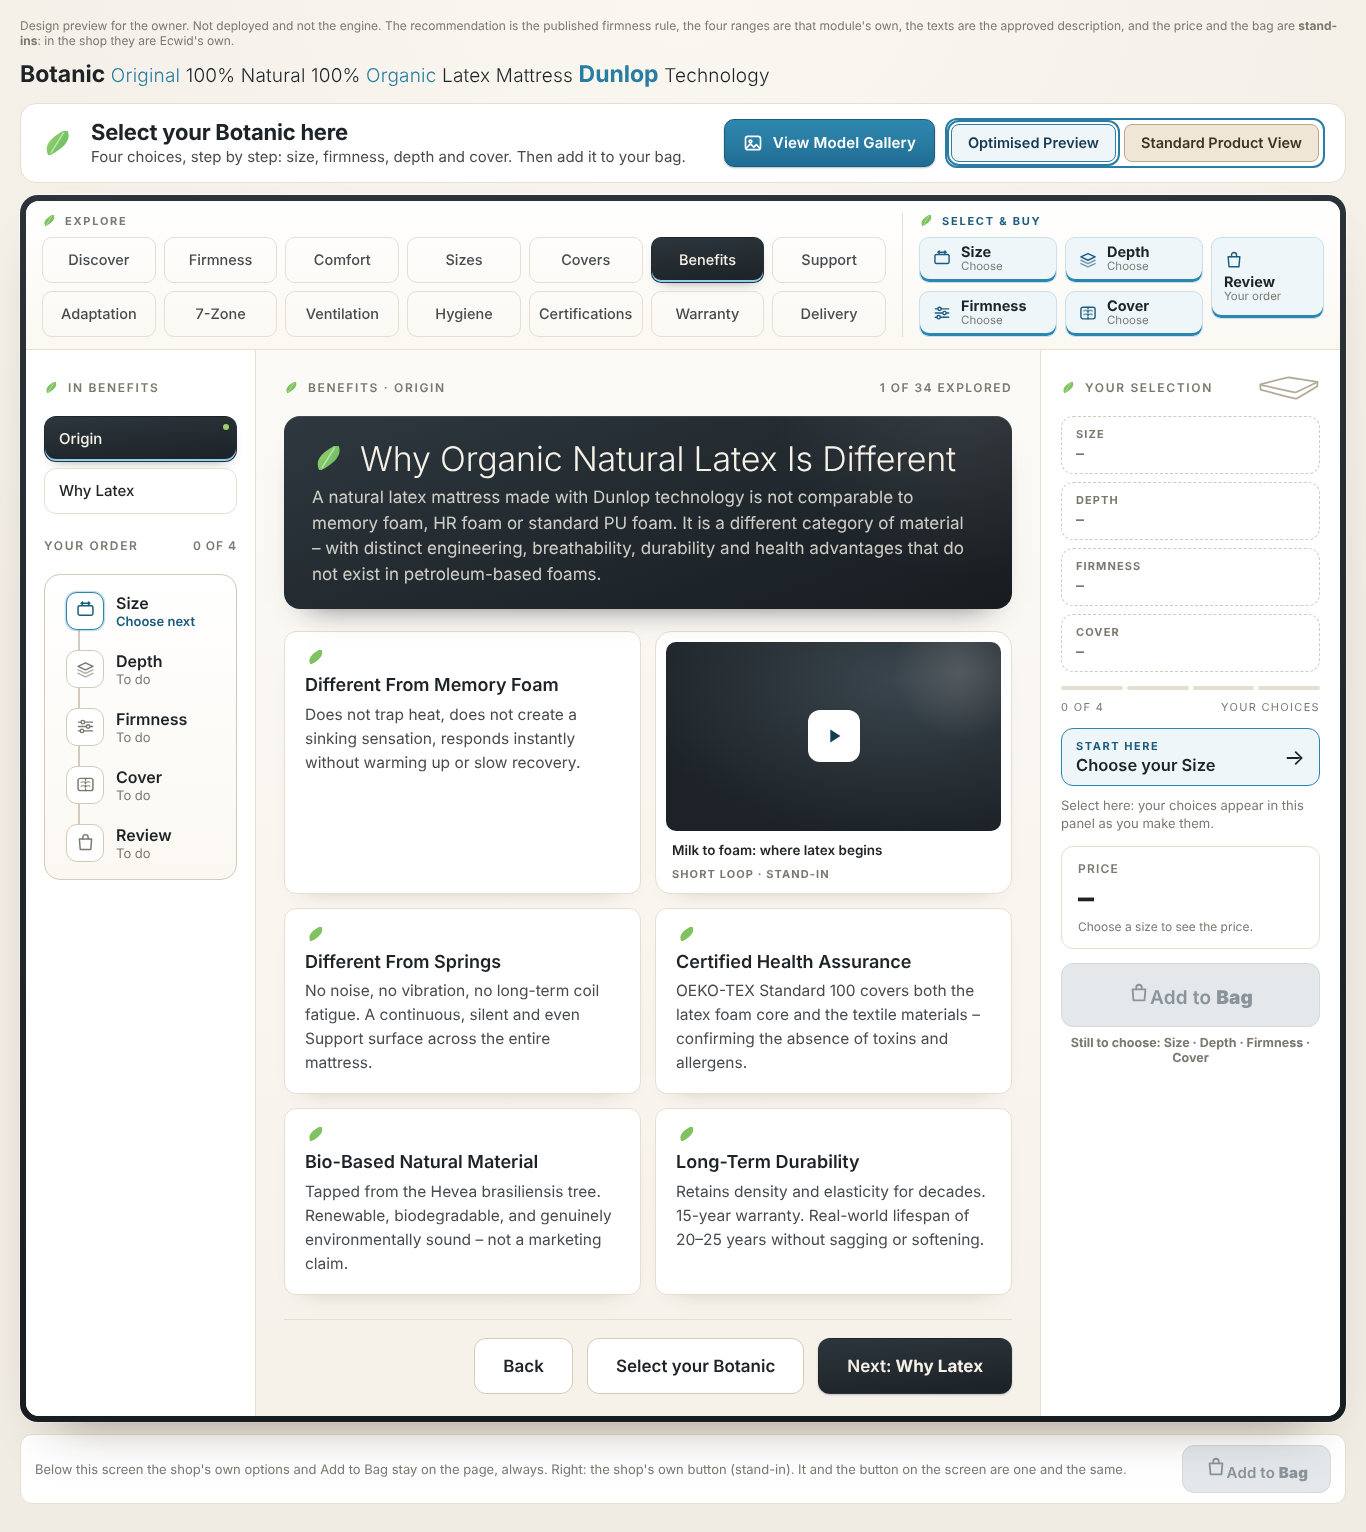 Design preview for the owner. Not deployed and not the engine. The recommendation is the published firmness rule, the four ranges are that module's own, the texts are the approved description, and the price and the bag are stand-
ins: in the shop they are Ecwid's own.
Botanic Original 100% Natural 100% Organic Latex Mattress Dunlop Technology
Select your Botanic here
Four choices, step by step: size, firmness, depth and cover. Then add it to your bag.
View Model Gallery
Optimised Preview
Standard Product View
EXPLORE
Discover
Firmness
Comfort
Sizes
Covers
Benefits
Support
Adaptation
7-Zone
Ventilation
Hygiene
Certifications
Warranty
Delivery
SELECT & BUY
Size
Choose
Depth
Choose
Firmness
Choose
Cover
Choose
Review
Your order
IN BENEFITS
Origin
Why Latex
YOUR ORDER
0 OF 4
Size
Choose next
Depth
To do
Firmness
To do
Cover
To do
Review
To do
BENEFITS · ORIGIN
1 OF 34 EXPLORED
Why Organic Natural Latex Is Different
A natural latex mattress made with Dunlop technology is not comparable to
memory foam, HR foam or standard PU foam. It is a different category of material
– with distinct engineering, breathability, durability and health advantages that do
not exist in petroleum-based foams.
Different From Memory Foam
Does not trap heat, does not create a
sinking sensation, responds instantly
without warming up or slow recovery.
Milk to foam: where latex begins
SHORT LOOP · STAND-IN
Different From Springs
No noise, no vibration, no long-term coil
fatigue. A continuous, silent and even
Support surface across the entire
mattress.
Certified Health Assurance
OEKO-TEX Standard 100 covers both the
latex foam core and the textile materials –
confirming the absence of toxins and
allergens.
Bio-Based Natural Material
Tapped from the Hevea brasiliensis tree.
Renewable, biodegradable, and genuinely
environmentally sound – not a marketing
claim.
Long-Term Durability
Retains density and elasticity for decades.
15-year warranty. Real-world lifespan of
20–25 years without sagging or softening.
Back
Select your Botanic
Next: Why Latex
YOUR SELECTION
SIZE
–
DEPTH
–
FIRMNESS
–
COVER
–
0 OF 4
YOUR CHOICES
START HERE
Choose your Size
Select here: your choices appear in this
panel as you make them.
PRICE
–
Choose a size to see the price.
Add to Bag
Still to choose: Size · Depth · Firmness ·
Cover
Below this screen the shop's own options and Add to Bag stay on the page, always. Right: the shop's own button (stand-in). It and the button on the screen are one and the same.
Add to Bag